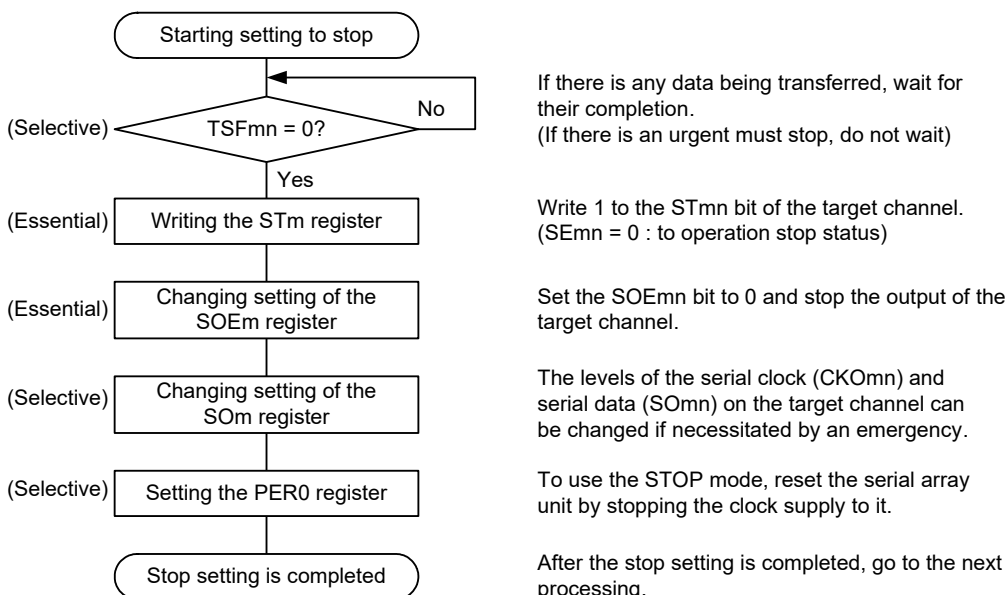 Starting setting to stop
No
If there is any data being transferred, wait for
their completion.
(If there is an urgent must stop, do not wait)
(Selective)
TSFmn = 0?
Yes
(Essential)
Writing the STm register
Write 1 to the STmn bit of the target channel.
(SEmn = 0 : to operation stop status)
(Essential)
Changing setting of the
SOEm register
Set the SOEmn bit to 0 and stop the output of the
target channel.
(Selective)
Changing setting of the
SOm register
The levels of the serial clock (CKOmn) and
serial data (SOmn) on the target channel can
be changed if necessitated by an emergency.
(Selective)
Setting the PER0 register
To use the STOP mode, reset the serial array
unit by stopping the clock supply to it.
Stop setting is completed
After the stop setting is completed, go to the next
processing.